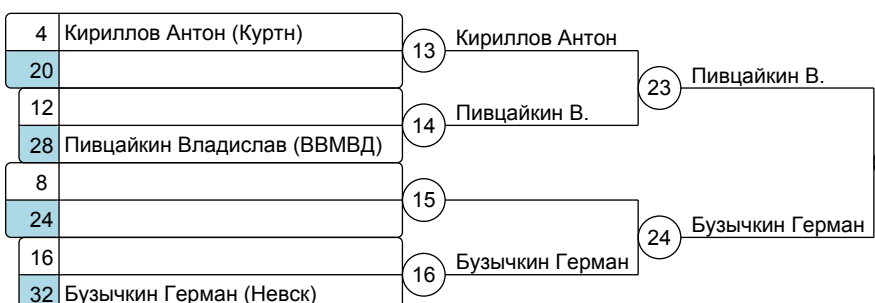 4 Кириллов Антон (Куртн)
20
12
28 Пивцайкин Владислав (ВВМВД)
8
24
16
32 Бузычкин Герман (Невск)
13 Кириллов Антон
14 Пивцайкин В.
15
16 Бузычкин Герман
23 Пивцайкин В.
24 Бузычкин Герман